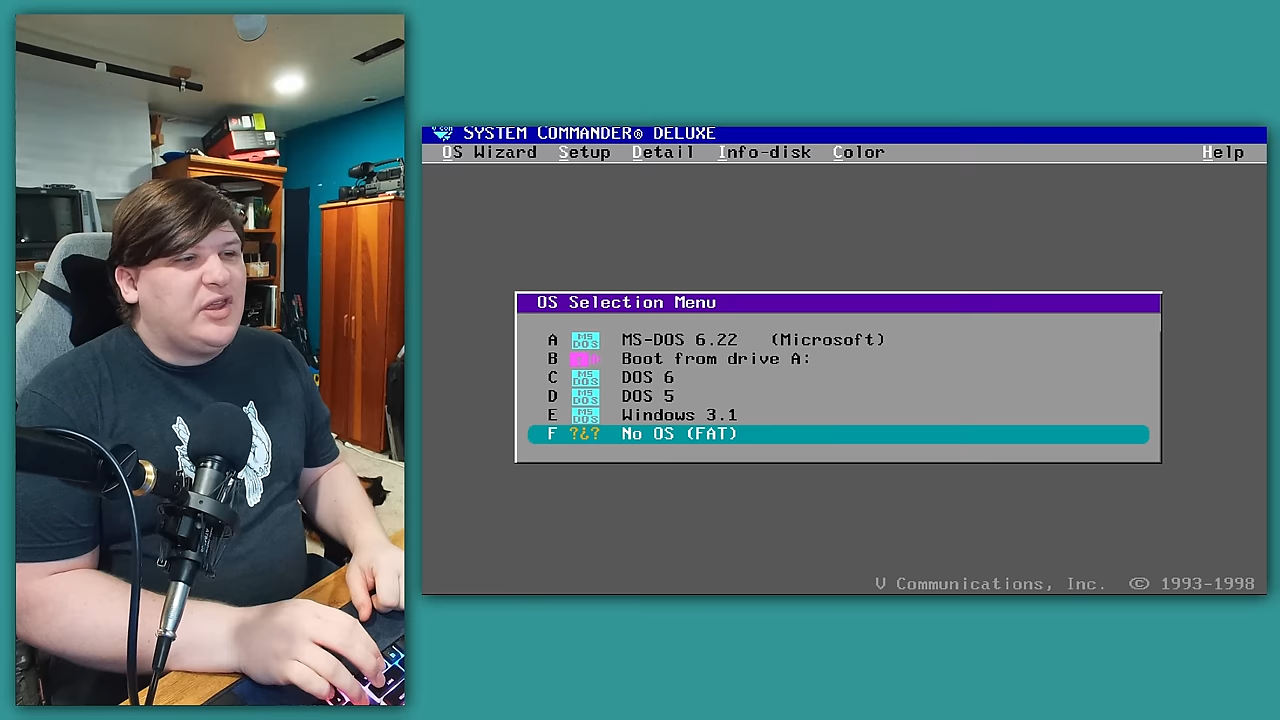 V COM SYSTEM COMMANDER® DELUXE
OS Wizard Setup Detail Info-disk Color Help
OS Selection Menu
A MS DOS MS-DOS 6.22 (Microsoft)
B Boot from drive A:
C MS DOS DOS 6
D MS DOS DOS 5
E MS DOS Windows 3.1
F ?¿? No OS (FAT)
V Communications, Inc. © 1993-1998